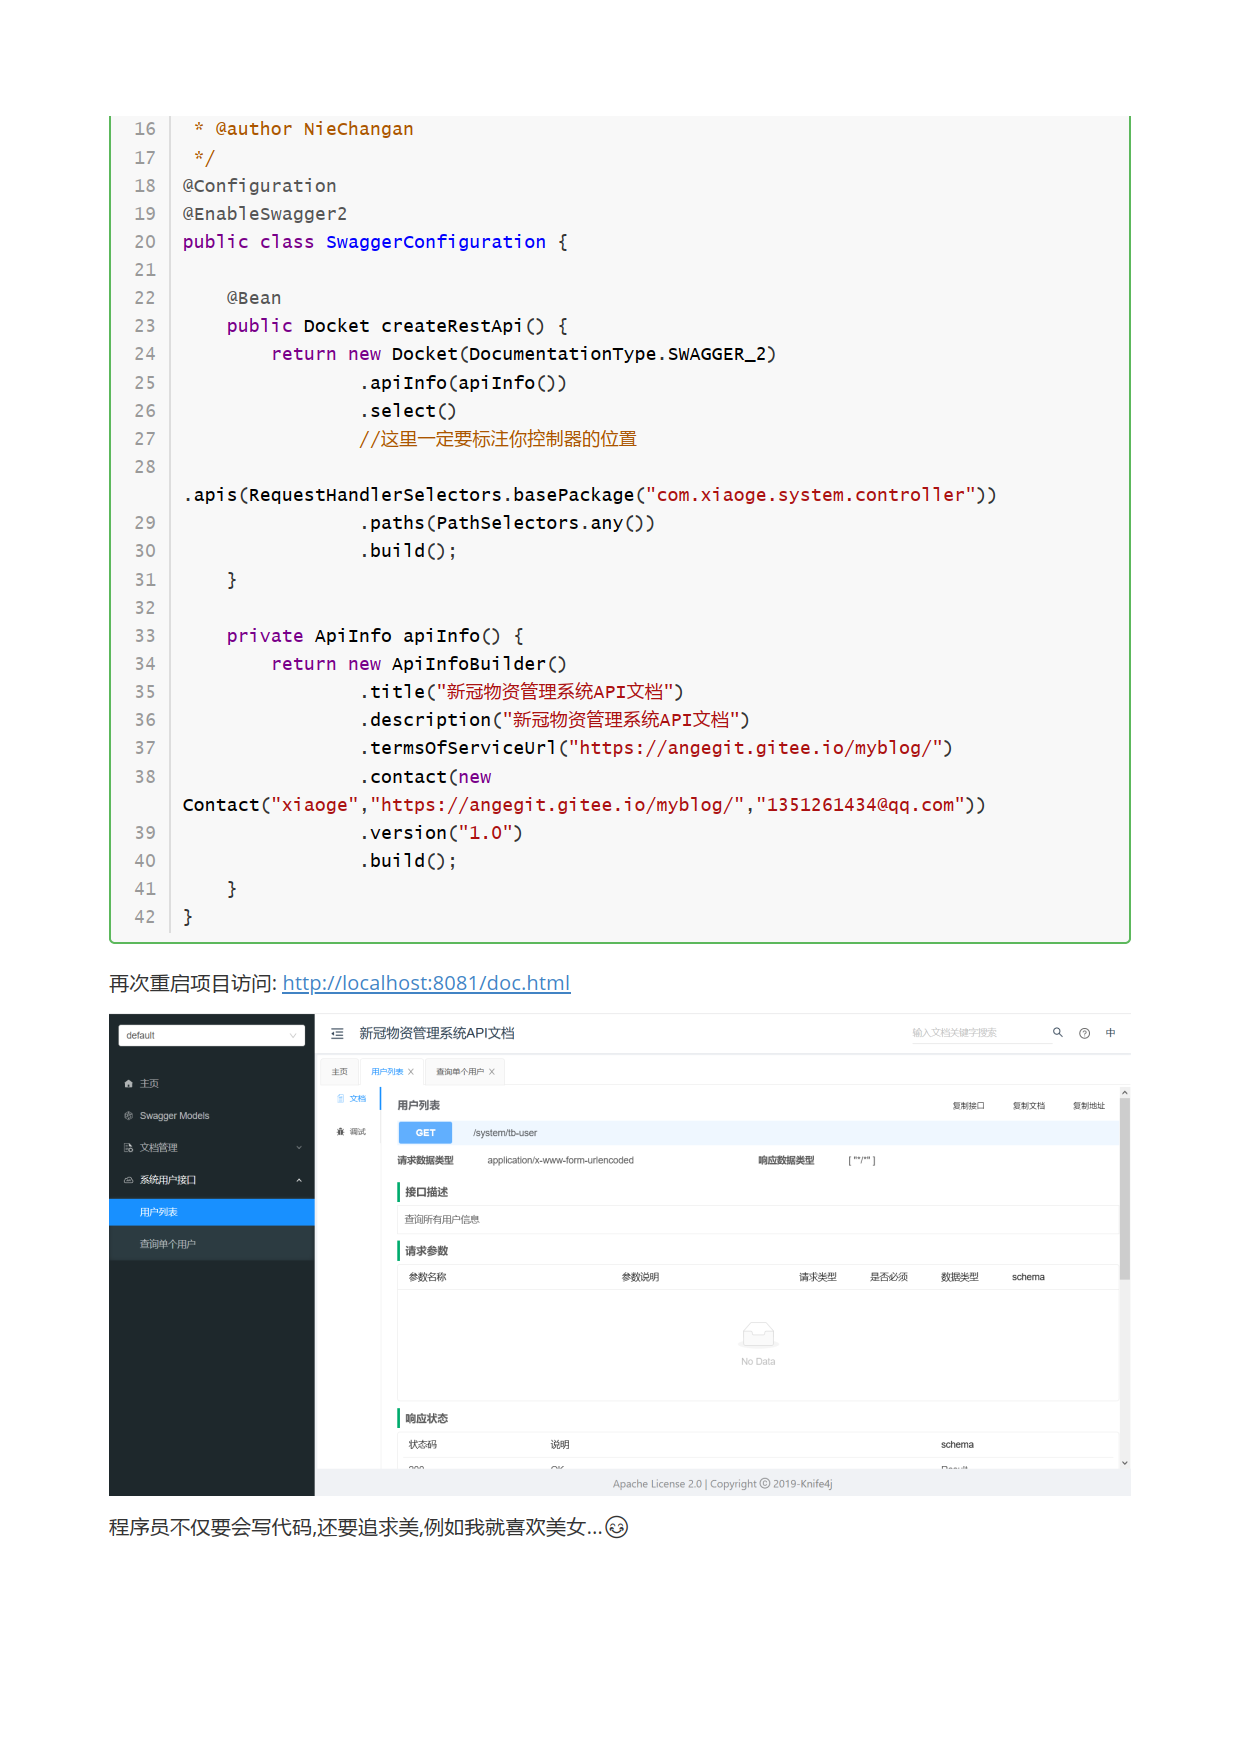 16 * @author NieChangan
17 */
18 @Configuration
19 @EnableSwagger2
20 public class SwaggerConfiguration {
21
22 @Bean
23 public Docket createRestApi() {
24 return new Docket(DocumentationType.SWAGGER_2)
25 .apiInfo(apiInfo())
26 .select()
27 //这里一定要标注你控制器的位置
28
.apis(RequestHandlerSelectors.basePackage("com.xiaoge.system.controller"))
29 .paths(PathSelectors.any())
30 .build();
31 }
32
33 private ApiInfo apiInfo() {
34 return new ApiInfoBuilder()
35 .title("新冠物资管理系统API文档")
36 .description("新冠物资管理系统API文档")
37 .termsOfServiceUrl("https://angegit.gitee.io/myblog/")
38 .contact(new
Contact("xiaoge","https://angegit.gitee.io/myblog/","1351261434@qq.com"))
39 .version("1.0")
40 .build();
41 }
42 }
再次重启项目访问: http://localhost:8081/doc.html
default
新冠物资管理系统API文档
输入文档关键字搜索
中
主页
Swagger Models
文档管理
系统用户接口
用户列表
查询单个用户
主页 用户列表 X 查询单个用户 X
文档
调试
用户列表 复制接口 复制文档 复制地址
GET /system/tb-user
请求数据类型 application/x-www-form-urlencoded 响应数据类型 [ "*/*" ]
接口描述
查询所有用户信息
请求参数
参数名称 参数说明 请求类型 是否必须 数据类型 schema
No Data
响应状态
状态码 说明 schema
200 OK Result
Apache License 2.0 | Copyright © 2019-Knife4j
程序员不仅要会写代码,还要追求美,例如我就喜欢美女...😊